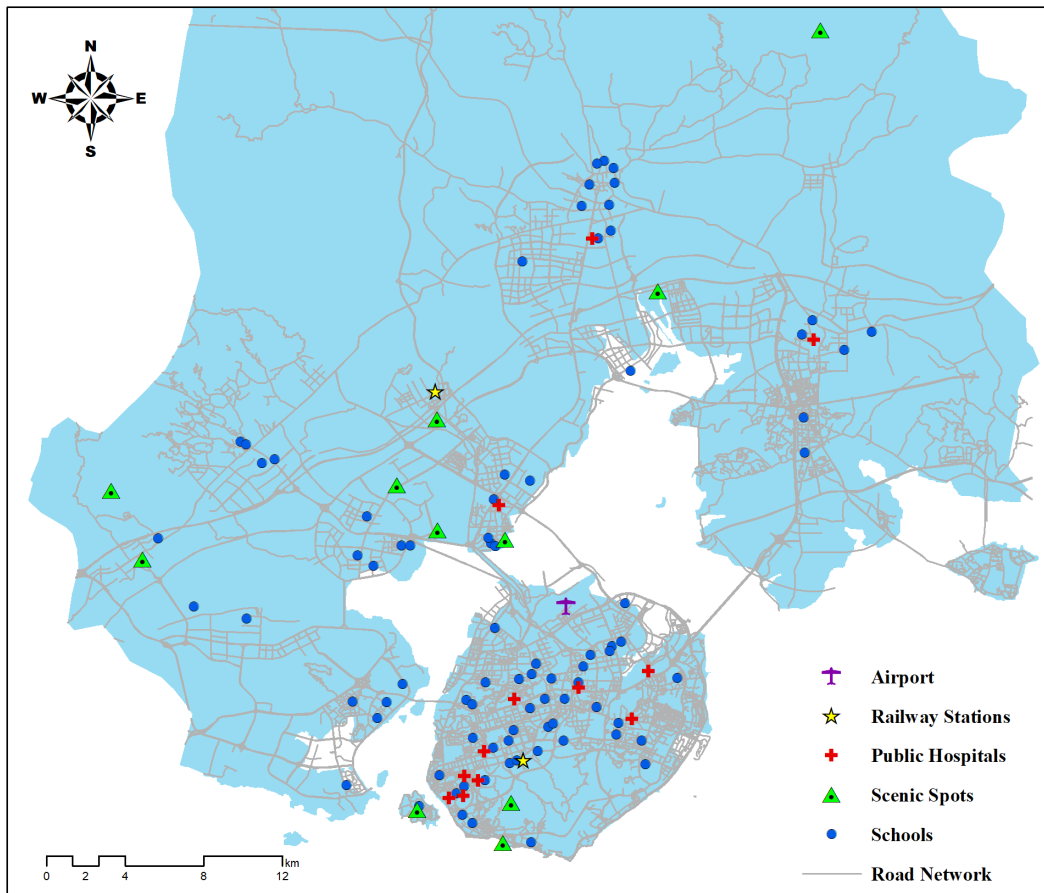 N
W E
S
Airport
Railway Stations
Public Hospitals
Scenic Spots
Schools
Road Network
km
0 2 4 8 12